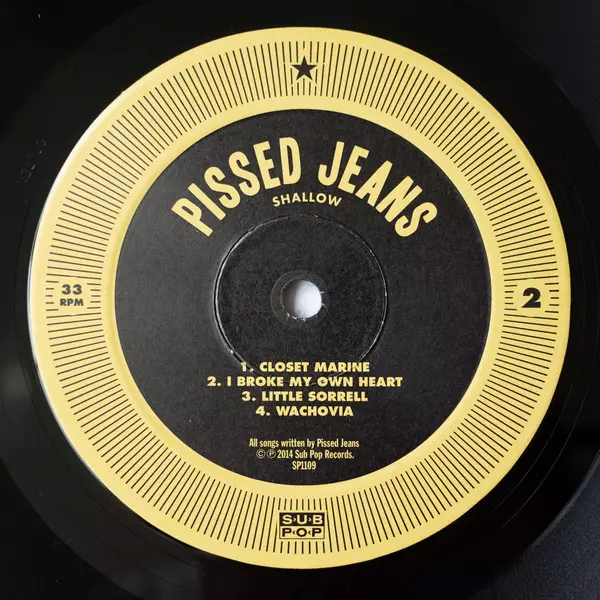 PISSED JEANS
SHALLOW
33
RPM
2
1. CLOSET MARINE
2. I BROKE MY OWN HEART
3. LITTLE SORRELL
4. WACHOVIA
All songs written by Pissed Jeans
© ℗ 2014 Sub Pop Records.
SP1109
SUB
POP